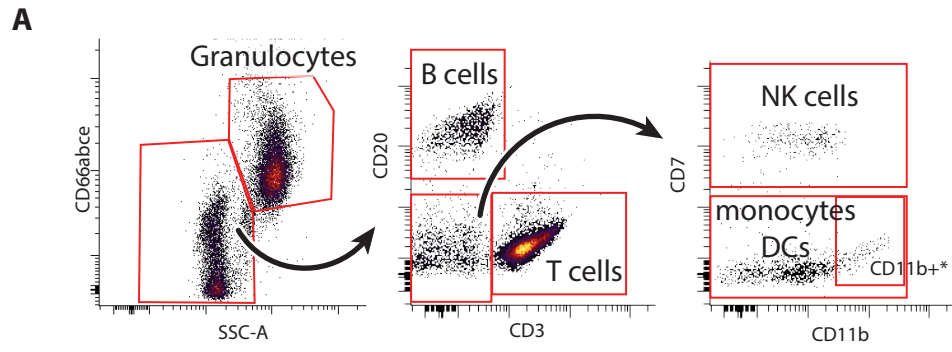 A
Granulocytes
CD66abce
SSC-A
B cells
T cells
CD20
CD3
NK cells
monocytes
DCs
CD11b+*
CD7
CD11b